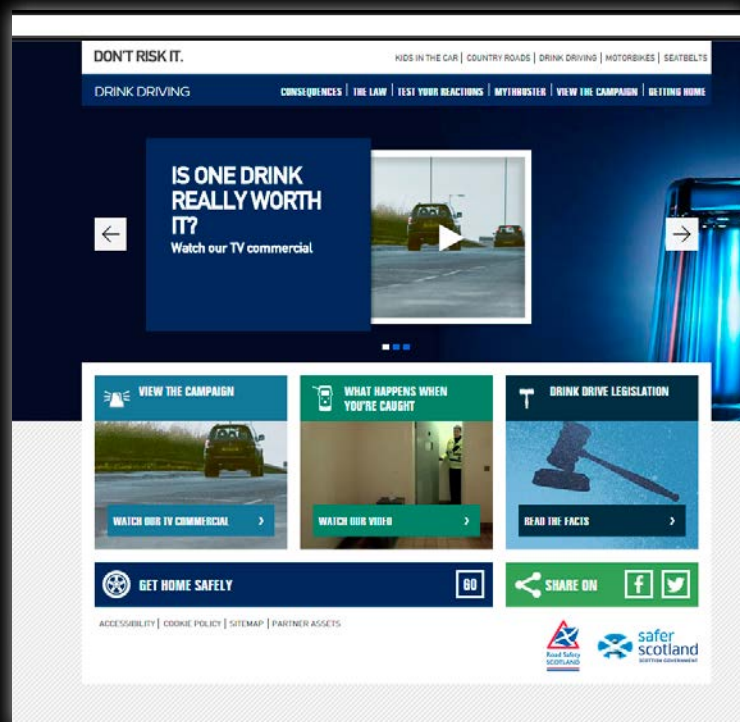 DON'T RISK IT.
KIDS IN THE CAR | COUNTRY ROADS | DRINK DRIVING | MOTORBIKES | SEATBELTS
DRINK DRIVING
CONSEQUENCES | THE LAW | TEST YOUR REACTIONS | MYTHBUSTER | VIEW THE CAMPAIGN | GETTING HOME
IS ONE DRINK
REALLY WORTH
IT?
Watch our TV commercial
VIEW THE CAMPAIGN
WATCH OUR TV COMMERCIAL
WHAT HAPPENS WHEN
YOU'RE CAUGHT
WATCH OUR VIDEO
DRINK DRIVE LEGISLATION
READ THE FACTS
GET HOME SAFELY
GO
SHARE ON
ACCESSIBILITY | COOKIE POLICY | SITEMAP | PARTNER ASSETS
Road Safety
SCOTLAND
safer
scotland
SCOTTISH GOVERNMENT